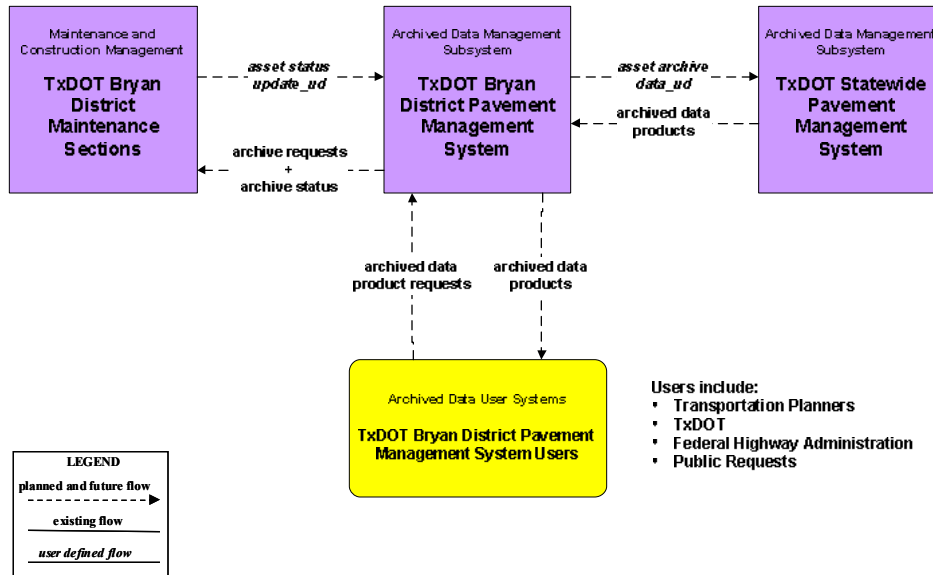 Maintenance and
Construction Management
TxDOT Bryan
District
Maintenance
Sections
asset status
update_ud
archive requests
+
archive status
Archived Data Management
Subsystem
TxDOT Bryan
District Pavement
Management
System
asset archive
data_ud
archived data
products
Archived Data Management
Subsystem
TxDOT Statewide
Pavement
Management
System
archived data
product requests
archived data
products
Archived Data User Systems
TxDOT Bryan District Pavement
Management System Users
Users include:
• Transportation Planners
• TxDOT
• Federal Highway Administration
• Public Requests
LEGEND
planned and future flow
existing flow
user defined flow